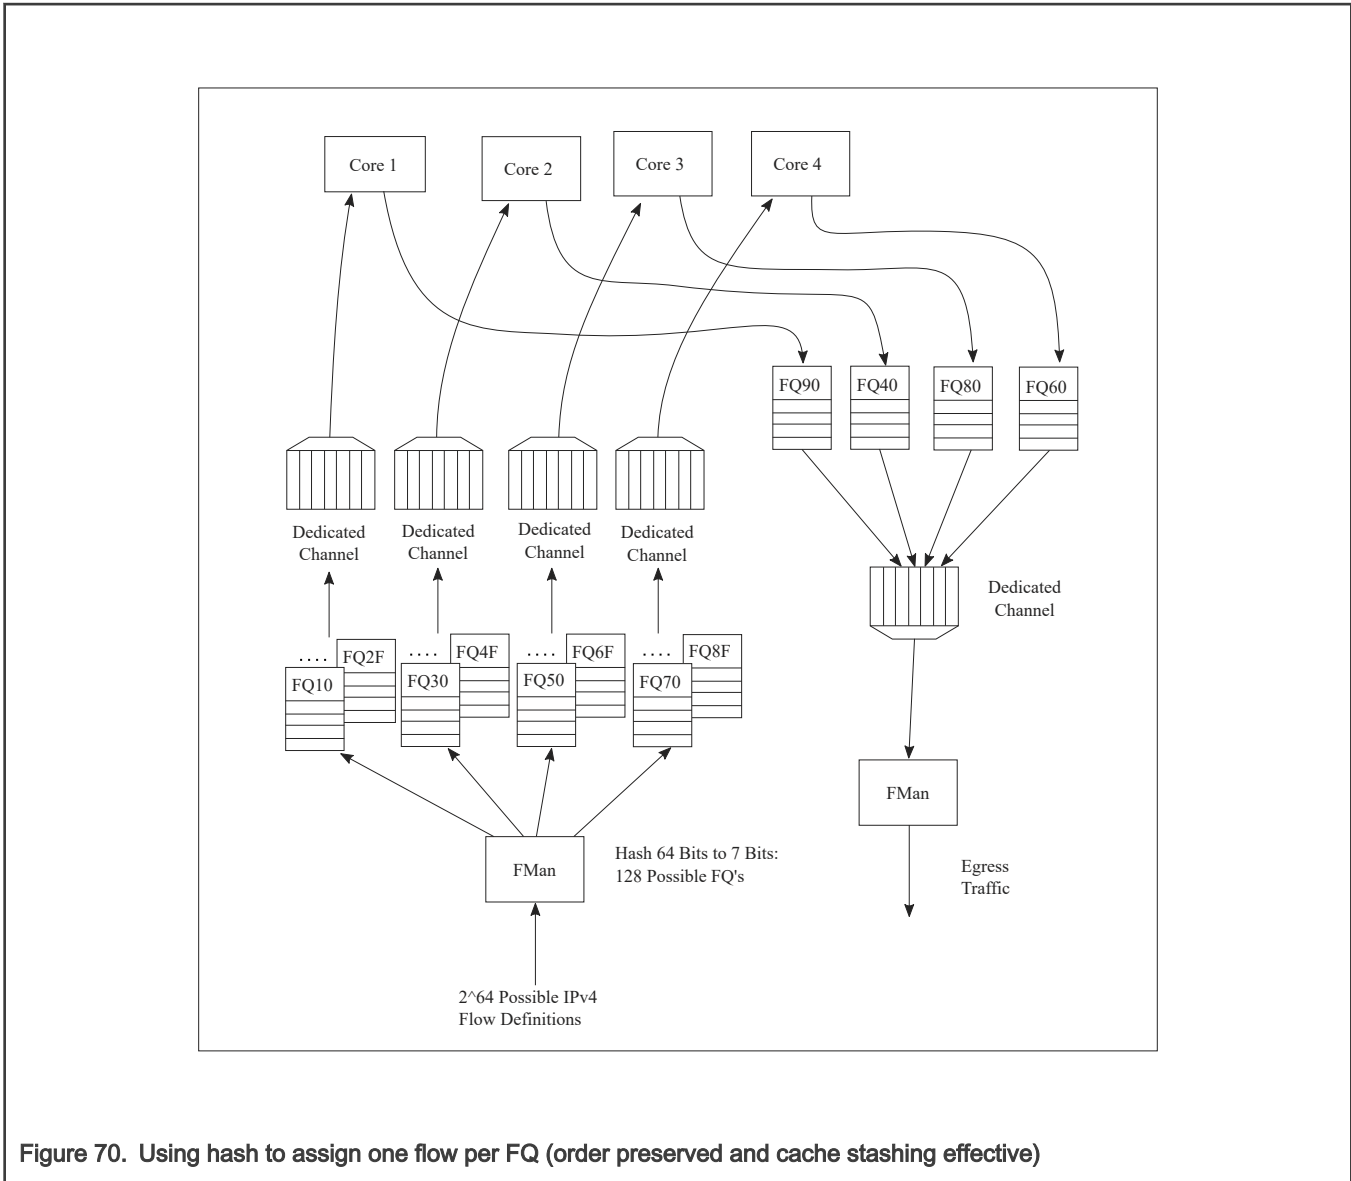 Core 1
Core 2
Core 3
Core 4
FQ90
FQ40
FQ80
FQ60
Dedicated
Channel
Dedicated
Channel
Dedicated
Channel
Dedicated
Channel
Dedicated
Channel
....
FQ2F
FQ10
....
FQ4F
FQ30
....
FQ6F
FQ50
....
FQ8F
FQ70
FMan
Hash 64 Bits to 7 Bits:
128 Possible FQ's
2^64 Possible IPv4
Flow Definitions
FMan
Egress
Traffic
Figure 70. Using hash to assign one flow per FQ (order preserved and cache stashing effective)